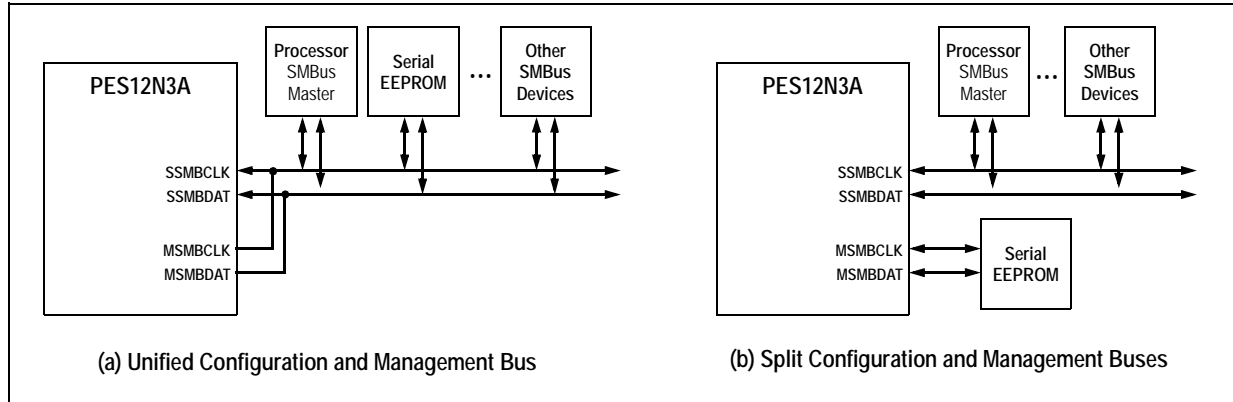 PES12N3A
Processor
SMBus
Master
Serial
EEPROM
...
Other
SMBus
Devices
SSMBCLK
SSMBDAT
MSMBCLK
MSMBDAT
(a) Unified Configuration and Management Bus
PES12N3A
Processor
SMBus
Master
...
Other
SMBus
Devices
SSMBCLK
SSMBDAT
MSMBCLK
MSMBDAT
Serial
EEPROM
(b) Split Configuration and Management Buses